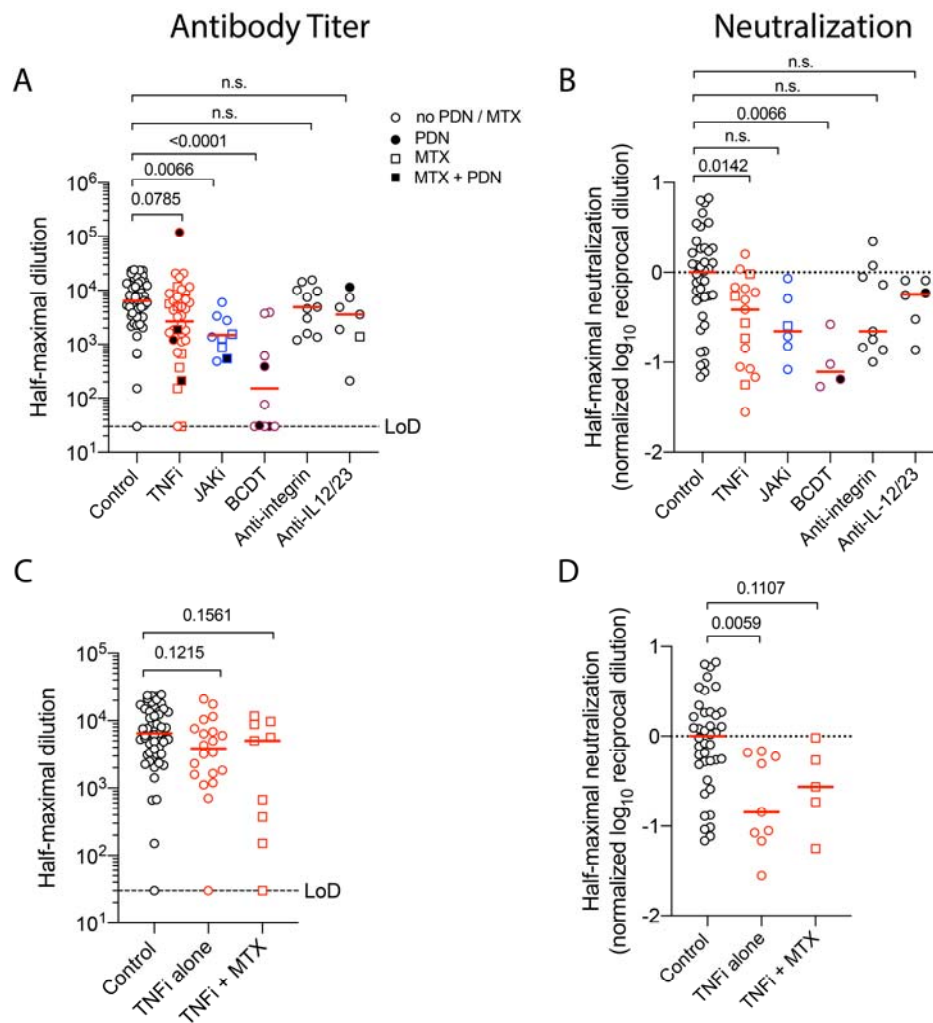 Antibody Titer
Neutralization
A
n.s.
n.s.
<0.0001
0.0066
0.0785
○ no PDN / MTX
● PDN
□ MTX
■ MTX + PDN
Half-maximal dilution
10⁶
10⁵
10⁴
10³
10²
10¹
LoD
Control
TNFi
JAKi
BCDT
Anti-integrin
Anti-IL12/23
B
n.s.
n.s.
0.0066
n.s.
0.0142
Half-maximal neutralization
(normalized log₁₀ reciprocal dilution)
1
0
-1
-2
Control
TNFi
JAKi
BCDT
Anti-integrin
Anti-IL-12/23
C
0.1561
0.1215
Half-maximal dilution
10⁵
10⁴
10³
10²
10¹
LoD
Control
TNFi alone
TNFi + MTX
D
0.1107
0.0059
Half-maximal neutralization
(normalized log₁₀ reciprocal dilution)
1
0
-1
-2
Control
TNFi alone
TNFi + MTX